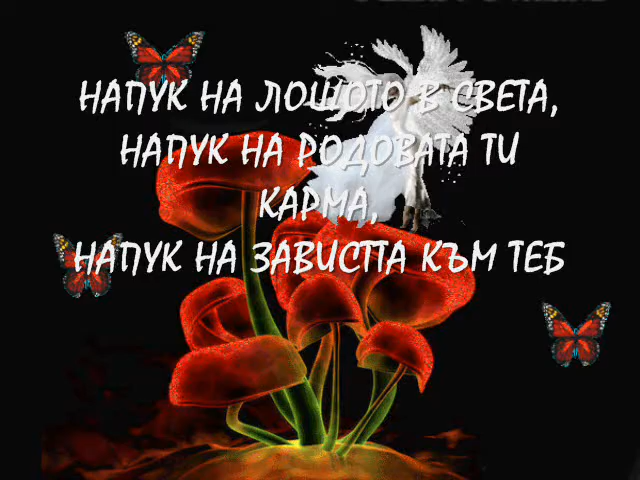 НАПУК НА ЛОШОТО В СВЕТА,
НАПУК НА РОДОВАТА ТИ
КАРМА,
НАПУК НА ЗАВИСТТА КЪМ ТЕБ